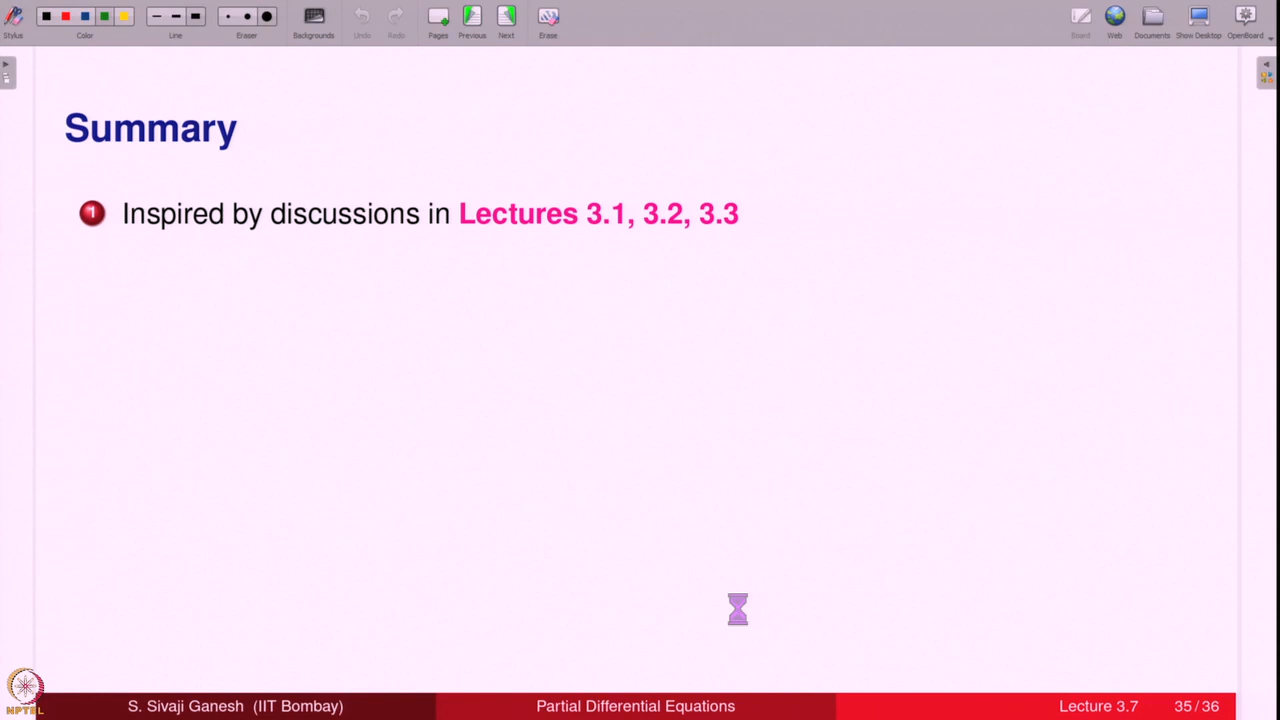 Stylus Color Line Eraser Backgrounds Undo Redo Pages Previous Next Erase Board Web Documents Show Desktop OpenBoard
Summary
1 Inspired by discussions in Lectures 3.1, 3.2, 3.3
NPTEL
S. Sivaji Ganesh (IIT Bombay) Partial Differential Equations Lecture 3.7 35 / 36